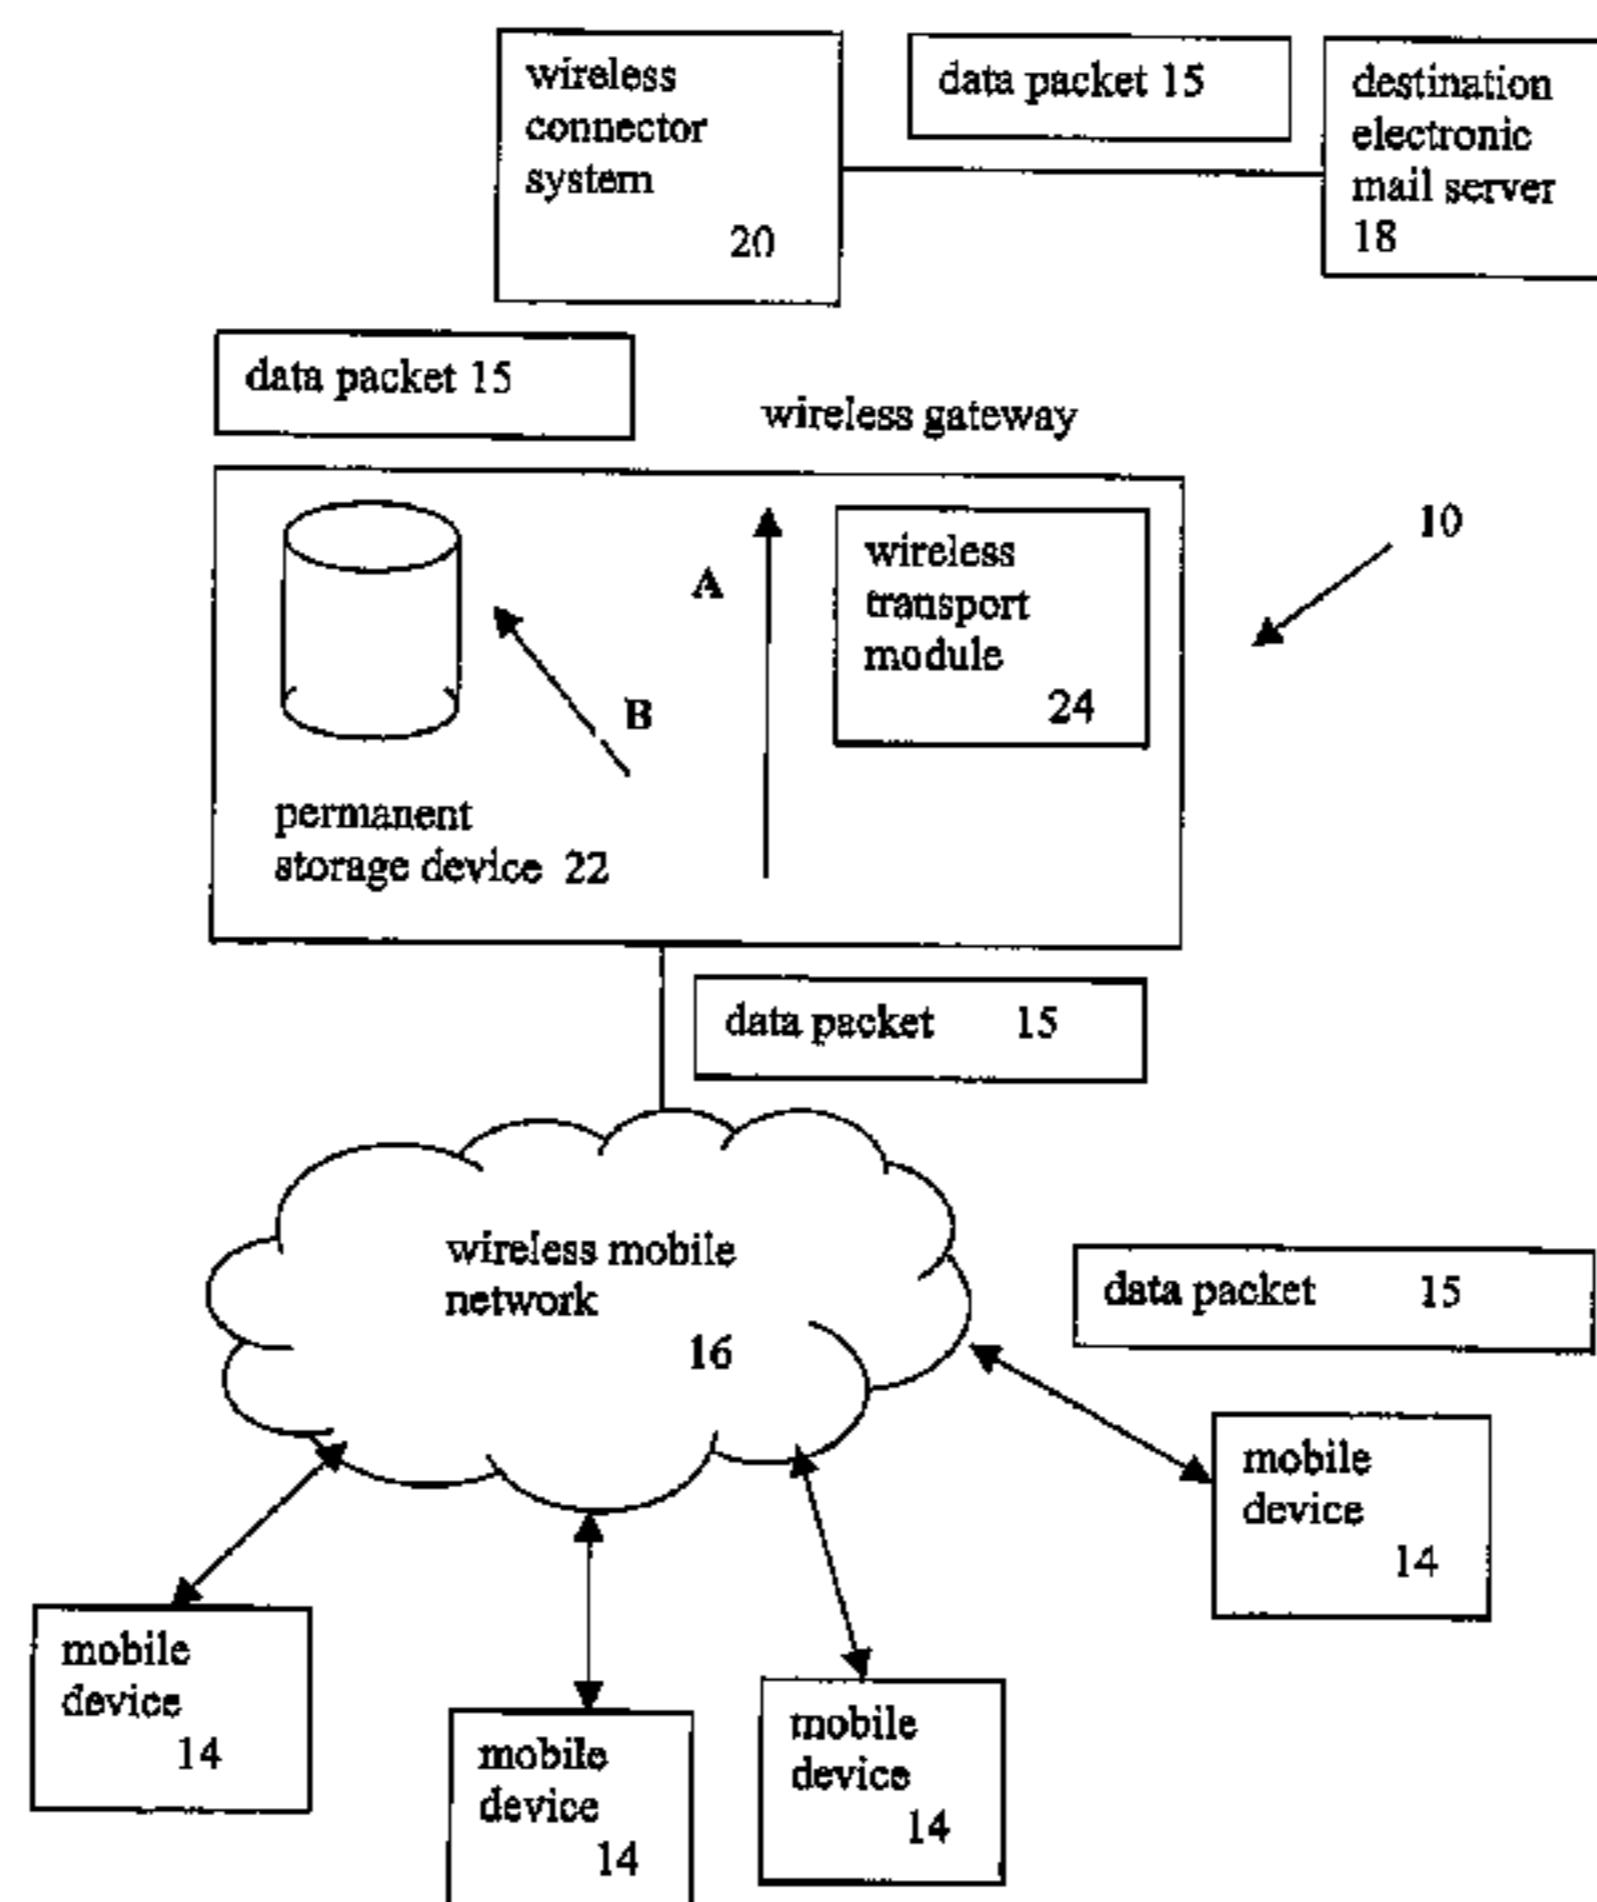 wireless
connector
system
20
data packet 15
destination
electronic
mail server
18
data packet 15
wireless gateway
10
A
wireless
transport
module
24
B
permanent
storage device 22
data packet 15
wireless mobile
network
16
data packet 15
mobile
device
14
mobile
device
14
mobile
device
14
mobile
device
14